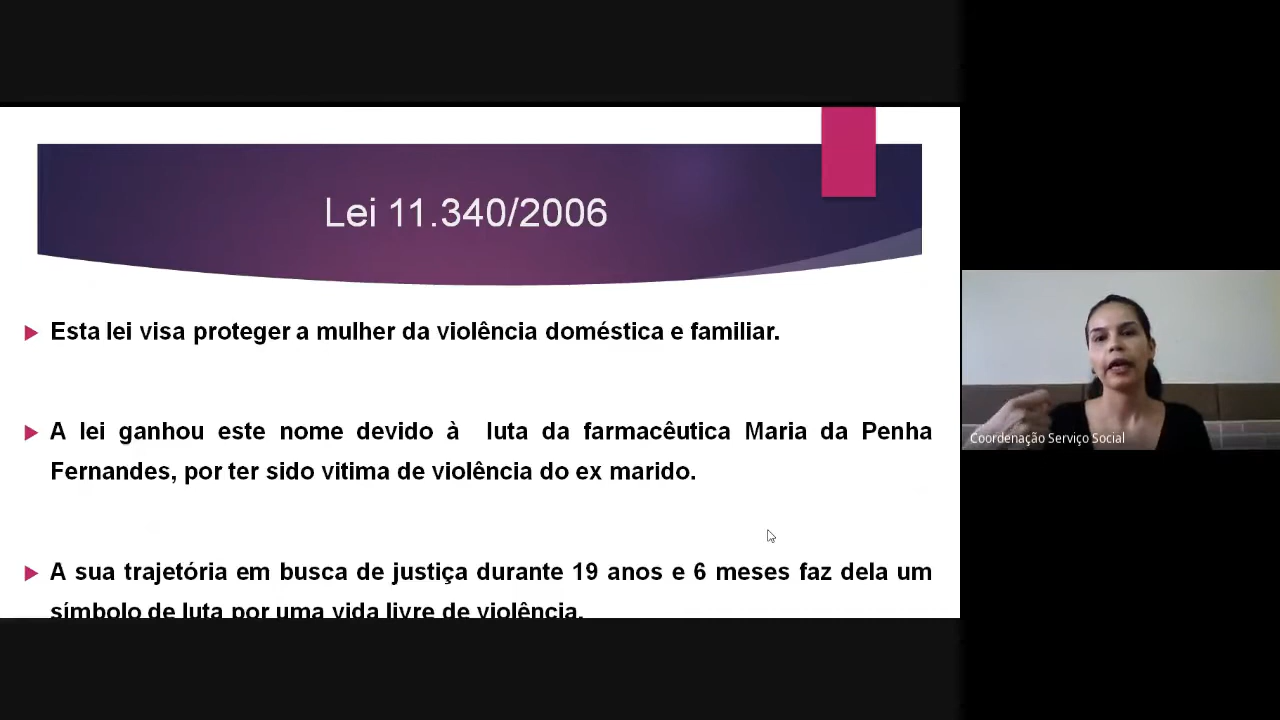 Lei 11.340/2006
Esta lei visa proteger a mulher da violência doméstica e familiar.
A lei ganhou este nome devido à luta da farmacêutica Maria da Penha
Fernandes, por ter sido vitima de violência do ex marido.
A sua trajetória em busca de justiça durante 19 anos e 6 meses faz dela um
símbolo de luta por uma vida livre de violência.
Coordenação Serviço Social